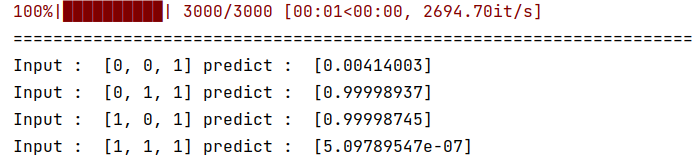 100%|██████████| 3000/3000 [00:01<00:00, 2694.70it/s]
====================================================================
Input :  [0, 0, 1] predict :  [0.00414003]
Input :  [0, 1, 1] predict :  [0.99998937]
Input :  [1, 0, 1] predict :  [0.99998745]
Input :  [1, 1, 1] predict :  [5.09789547e-07]